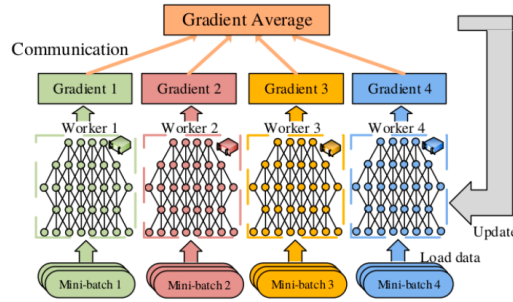 Gradient Average
Communication
Gradient 1
Gradient 2
Gradient 3
Gradient 4
Worker 1
Worker 2
Worker 3
Worker 4
Update
Load data
Mini-batch 1
Mini-batch 2
Mini-batch 3
Mini-batch 4